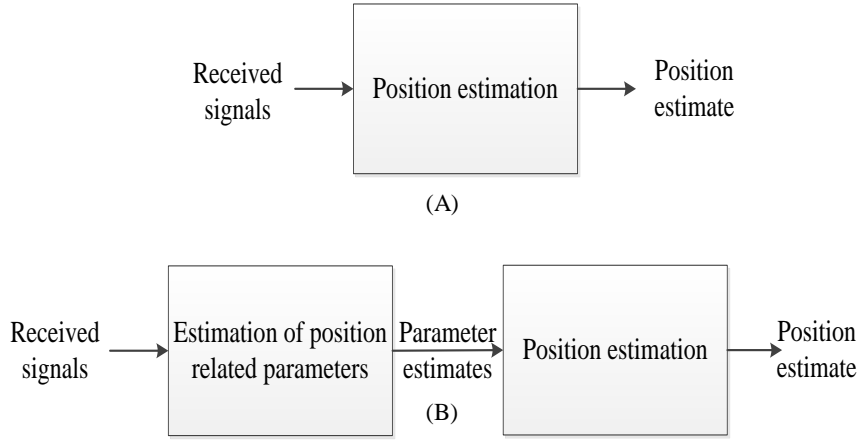 Received
signals
Position estimation
Position
estimate
(A)
Received
signals
Estimation of position
related parameters
Parameter
estimates
Position estimation
Position
estimate
(B)